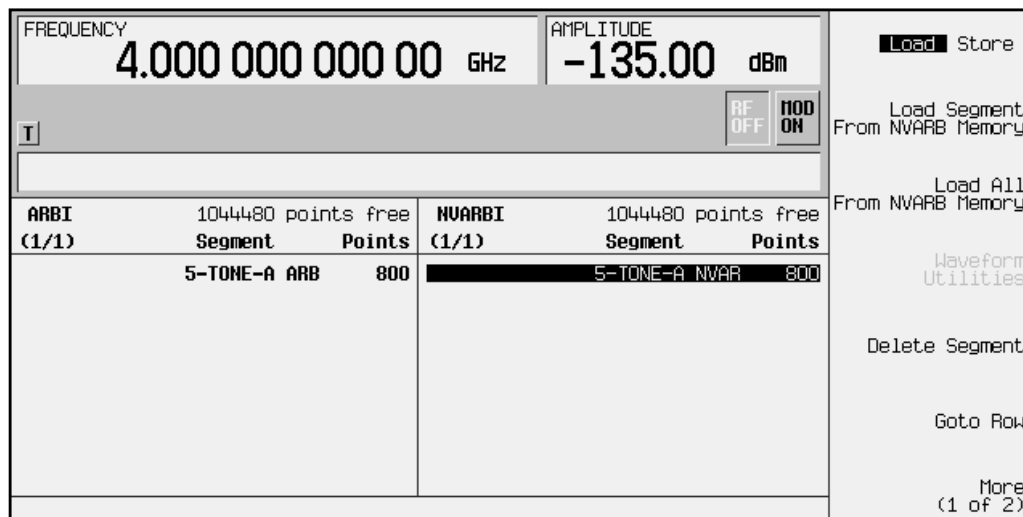 FREQUENCY
4.000 000 000 00 GHz
AMPLITUDE
-135.00 dBm
RF OFF
MOD ON
T
ARBI 1044480 points free
(1/1) Segment Points
5-TONE-A ARB 800
NVARBI 1044480 points free
(1/1) Segment Points
5-TONE-A NVAR 800
Load Store
Load Segment
From NVARB Memory
Load All
From NVARB Memory
Waveform
Utilities
Delete Segment
Goto Row
More
(1 of 2)